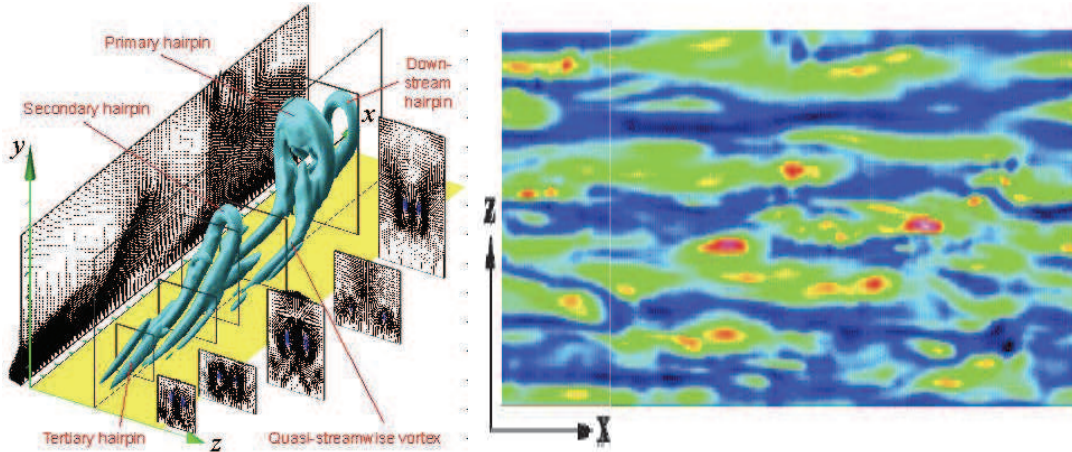 Primary hairpin
Down-
stream
hairpin
Secondary hairpin
x
y
Tertiary hairpin
z
Quasi-streamwise vortex
Z
X